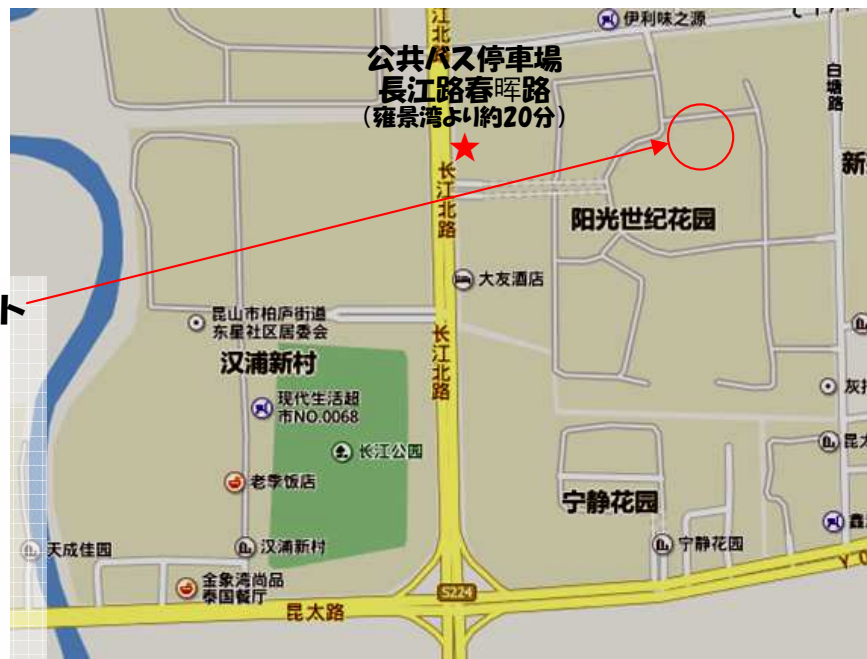 长江北路
伊利味之源
公共バス停車場
長江路春晖路
(雍景湾より約20分)
白塘路
新
长江北路
阳光世纪花园
大友酒店
ト
昆山市柏庐街道
东星社区居委会
长江北路
汉浦新村
现代生活超
市NO.0068
灰
长江公园
昆太
老季饭店
宁静花园
鑫
天成佳园
汉浦新村
宁静花园
金象湾尚品
泰国餐厅
S224
昆太路